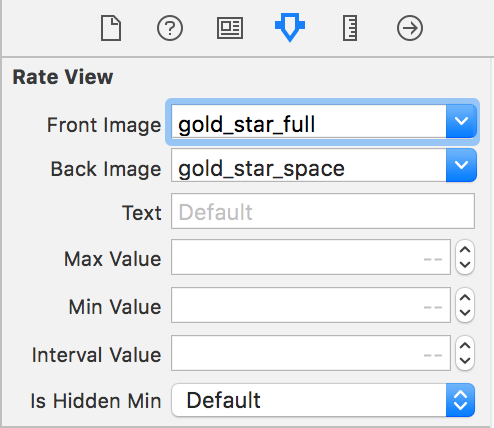 Rate View
Front Image gold_star_full
Back Image gold_star_space
Text Default
Max Value --
Min Value --
Interval Value --
Is Hidden Min Default